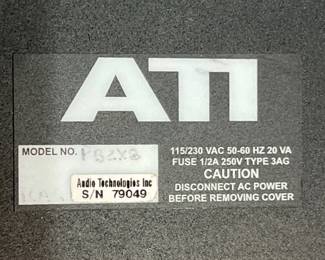 ATI
MODEL NO.
115/230 VAC 50-60 HZ 20 VA
FUSE 1/2A 250V TYPE 3AG
CAUTION
DISCONNECT AC POWER
BEFORE REMOVING COVER
Audio Technologies Inc
S/N 79049